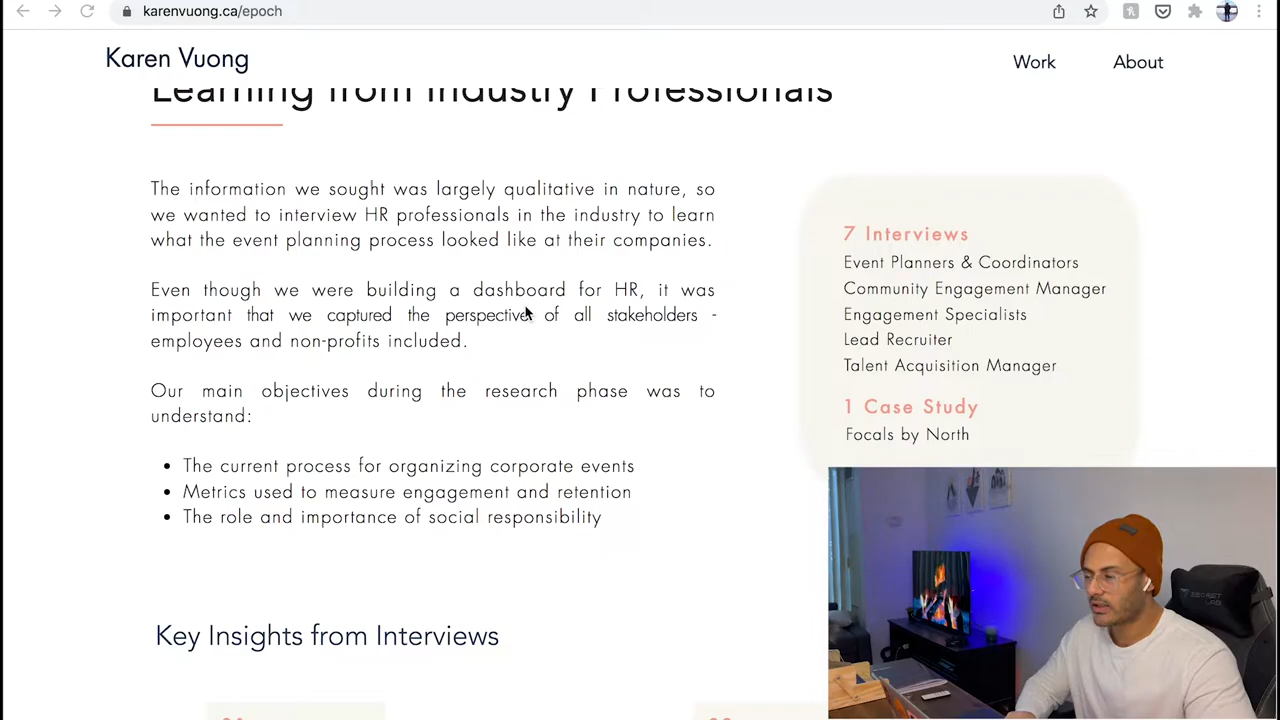 karenvuong.ca/epoch
Karen Vuong
Work
About
Learning from Industry Professionals
The information we sought was largely qualitative in nature, so
we wanted to interview HR professionals in the industry to learn
what the event planning process looked like at their companies.
Even though we were building a dashboard for HR, it was
important that we captured the perspective of all stakeholders -
employees and non-profits included.
Our main objectives during the research phase was to
understand:
• The current process for organizing corporate events
• Metrics used to measure engagement and retention
• The role and importance of social responsibility
7 Interviews
Event Planners & Coordinators
Community Engagement Manager
Engagement Specialists
Lead Recruiter
Talent Acquisition Manager
1 Case Study
Focals by North
Key Insights from Interviews
SECRET
LAB